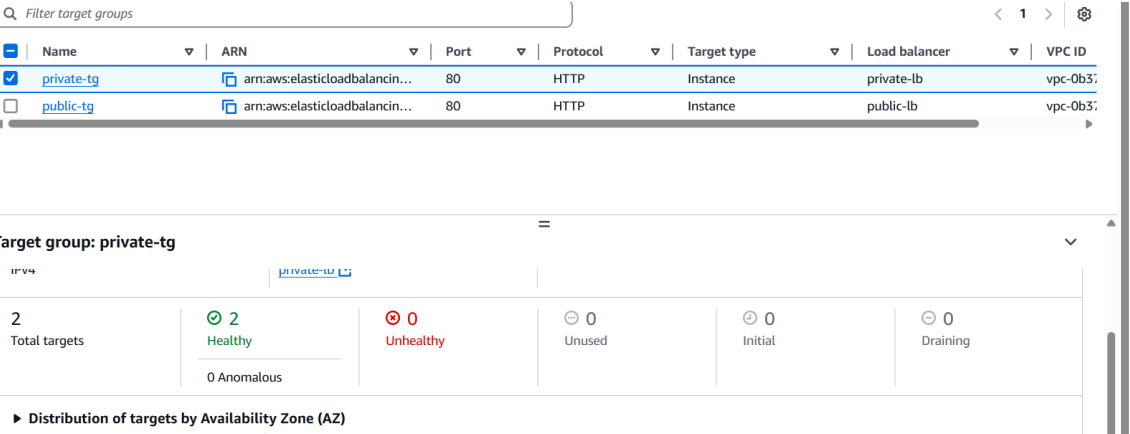 Filter target groups
1
Name ARN Port Protocol Target type Load balancer VPC ID
private-tg arn:aws:elasticloadbalancin... 80 HTTP Instance private-lb vpc-0b37
public-tg arn:aws:elasticloadbalancin... 80 HTTP Instance public-lb vpc-0b37
Target group: private-tg
IPv4 private-lb
2 2 0 0 0 0
Total targets Healthy Unhealthy Unused Initial Draining
0 Anomalous
Distribution of targets by Availability Zone (AZ)